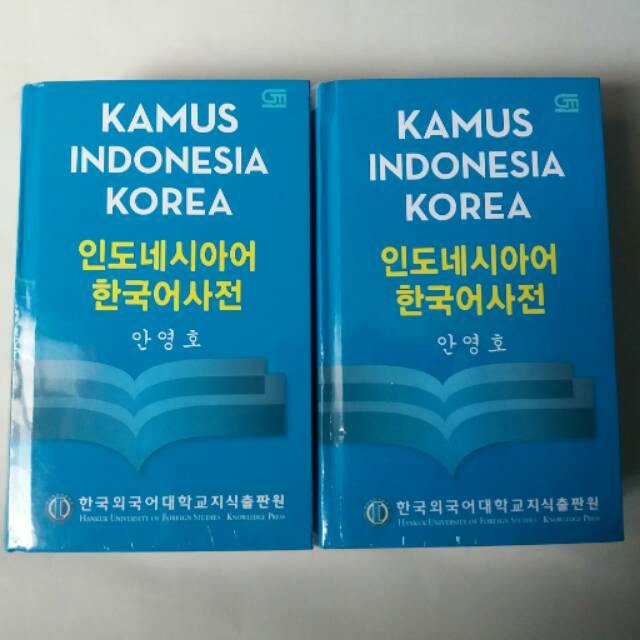 GM
KAMUS
INDONESIA
KOREA
인도네시아어
한국어사전
안영호
한국외국어대학교지식출판원
HANKUK UNIVERSITY OF FOREIGN STUDIES KNOWLEDGE PRESS
GM
KAMUS
INDONESIA
KOREA
인도네시아어
한국어사전
안영호
한국외국어대학교지식출판원
HANKUK UNIVERSITY OF FOREIGN STUDIES KNOWLEDGE PRESS